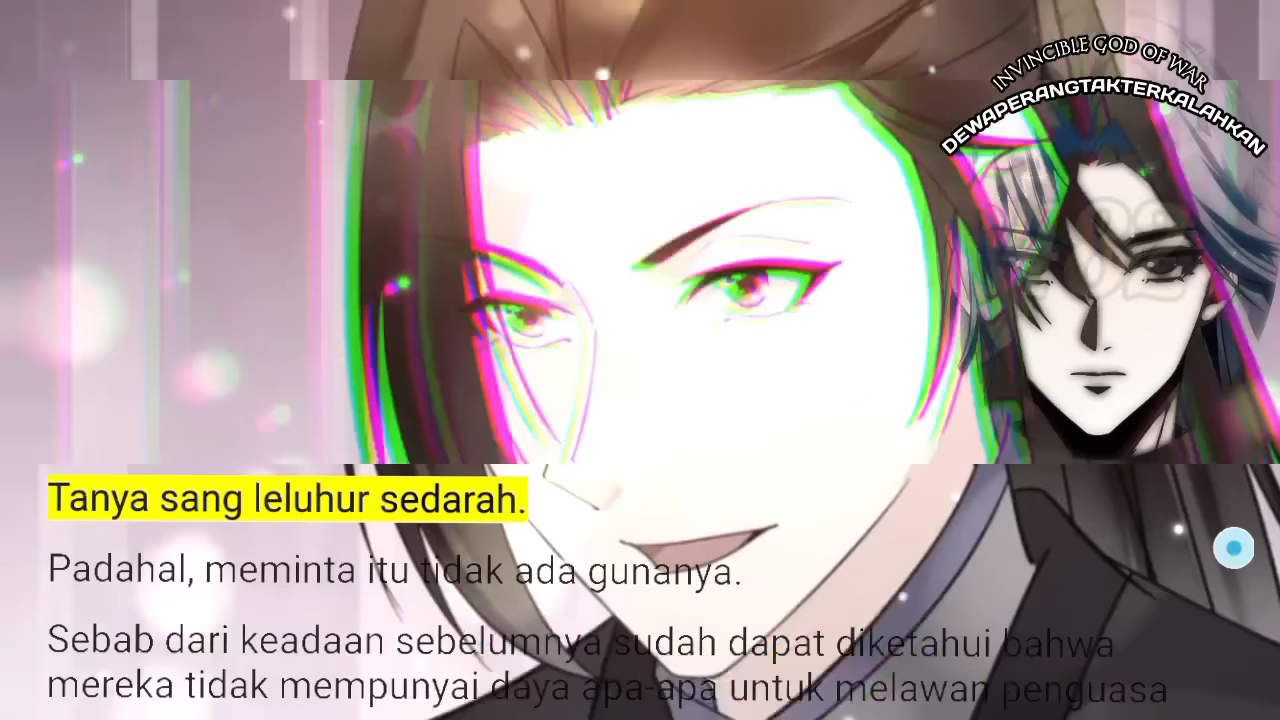 INVINCIBLE GOD OF WAR
DEWAPERANGTAKTERKALAHKAN
Tanya sang leluhur sedarah.
Padahal, meminta itu tidak ada gunanya.
Sebab dari keadaan sebelumnya sudah dapat diketahui bahwa
mereka tidak mempunyai daya apa-apa untuk melawan penguasa